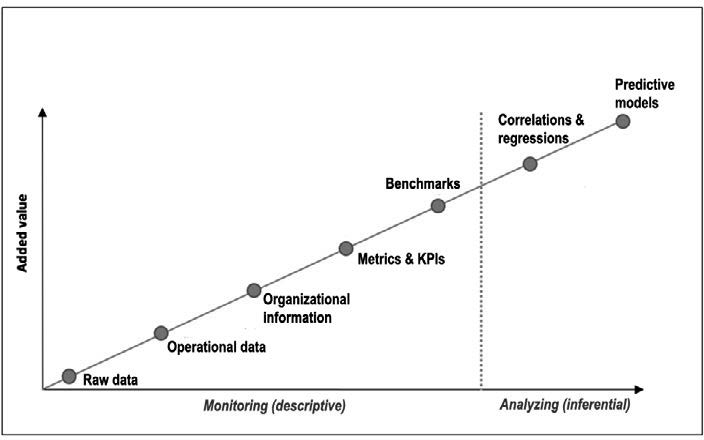 Predictive
models
Correlations &
regressions
Benchmarks
Metrics & KPIs
Organizational
information
Operational data
Raw data
Added value
Monitoring (descriptive)
Analyzing (inferential)